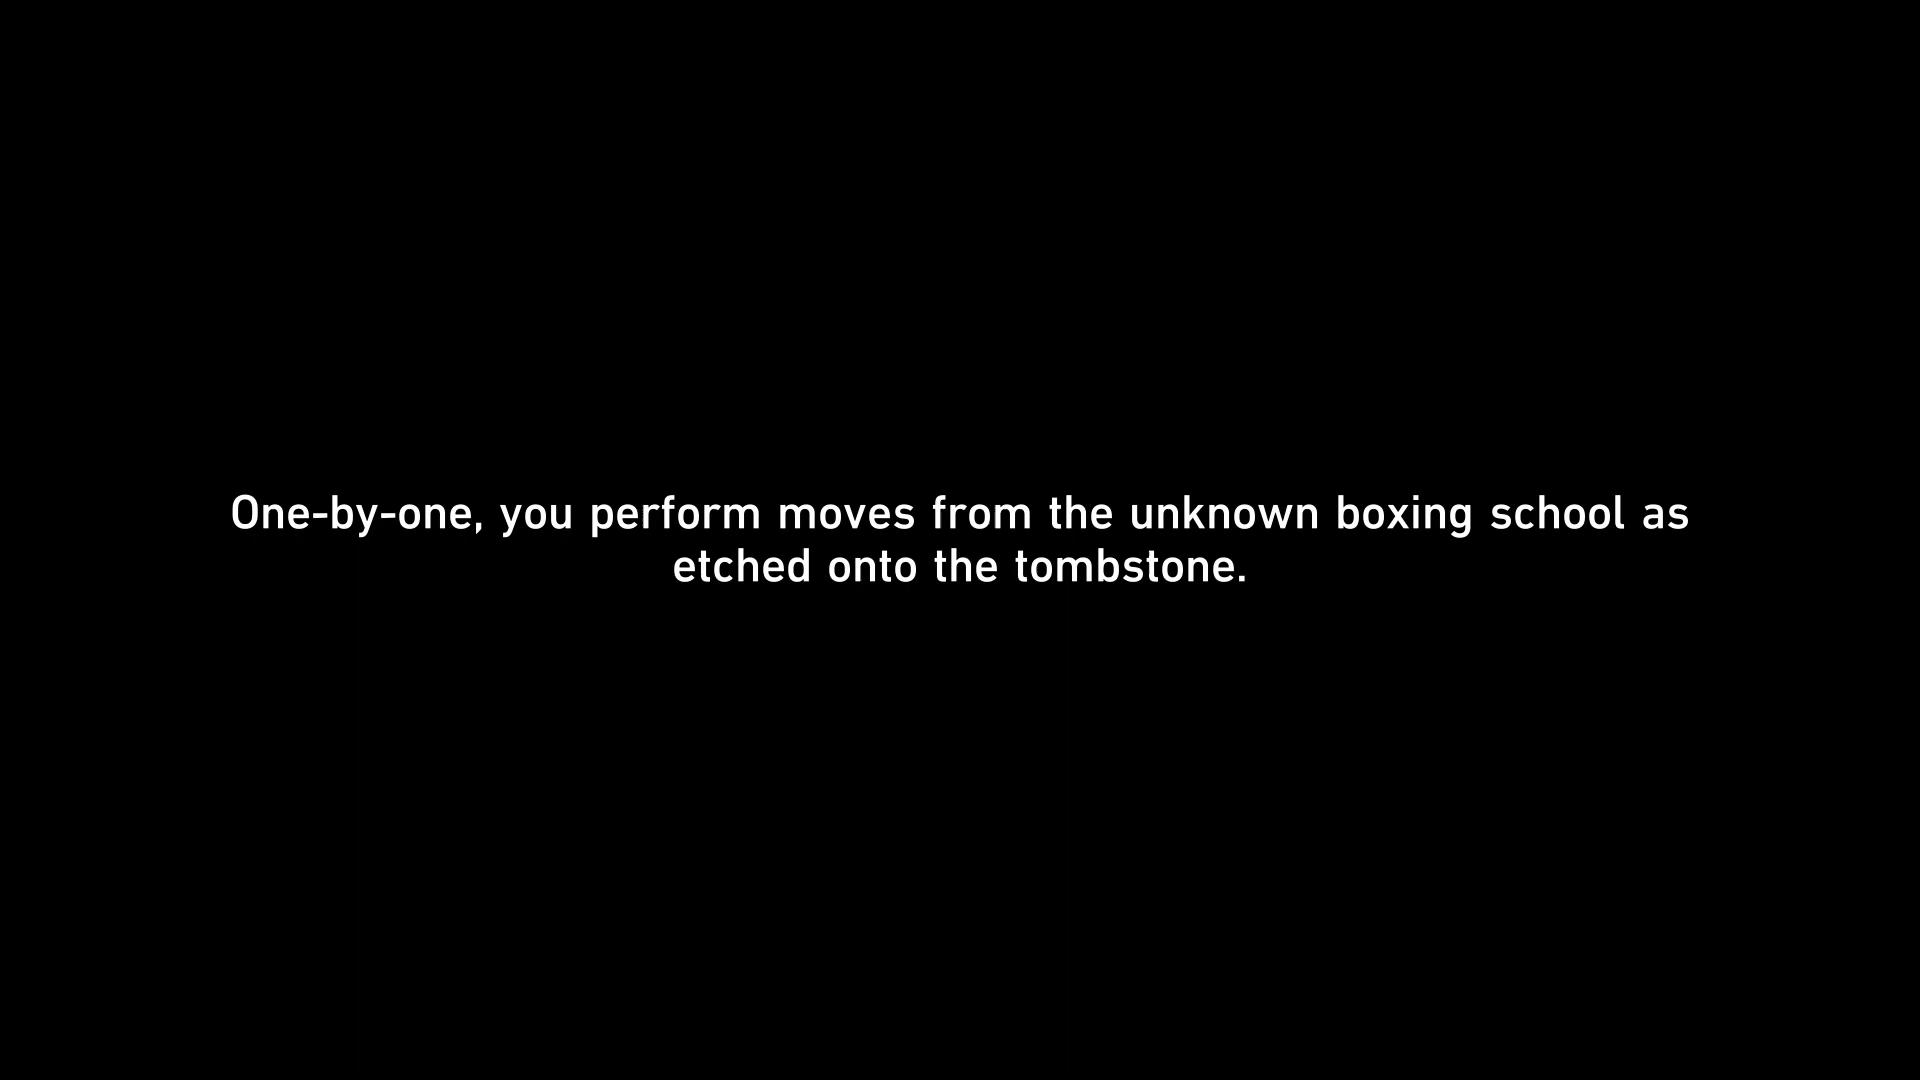 One-by-one, you perform moves from the unknown boxing school as
etched onto the tombstone.